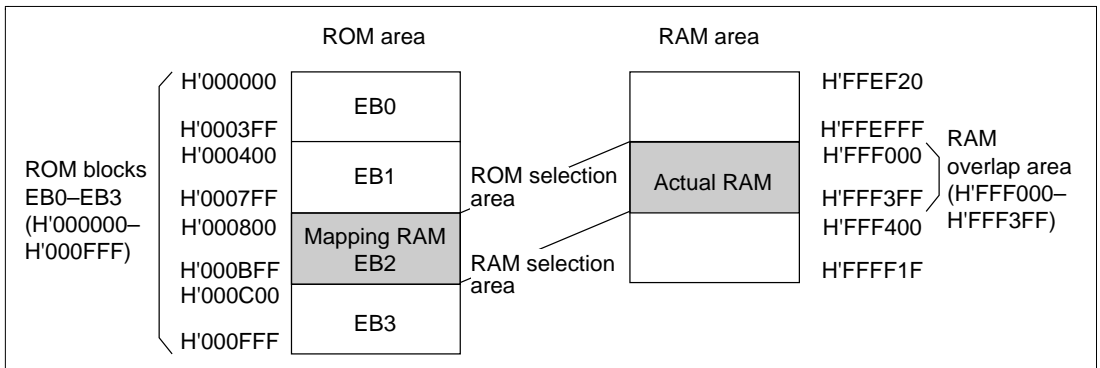 ROM area
RAM area
ROM blocks
EB0–EB3
(H'000000–
H'000FFF)
H'000000
H'0003FF
H'000400
H'0007FF
H'000800
H'000BFF
H'000C00
H'000FFF
EB0
EB1
Mapping RAM
EB2
EB3
ROM selection
area
RAM selection
area
Actual RAM
H'FFEF20
H'FFEFFF
H'FFF000
H'FFF3FF
H'FFF400
H'FFFF1F
RAM
overlap area
(H'FFF000–
H'FFF3FF)